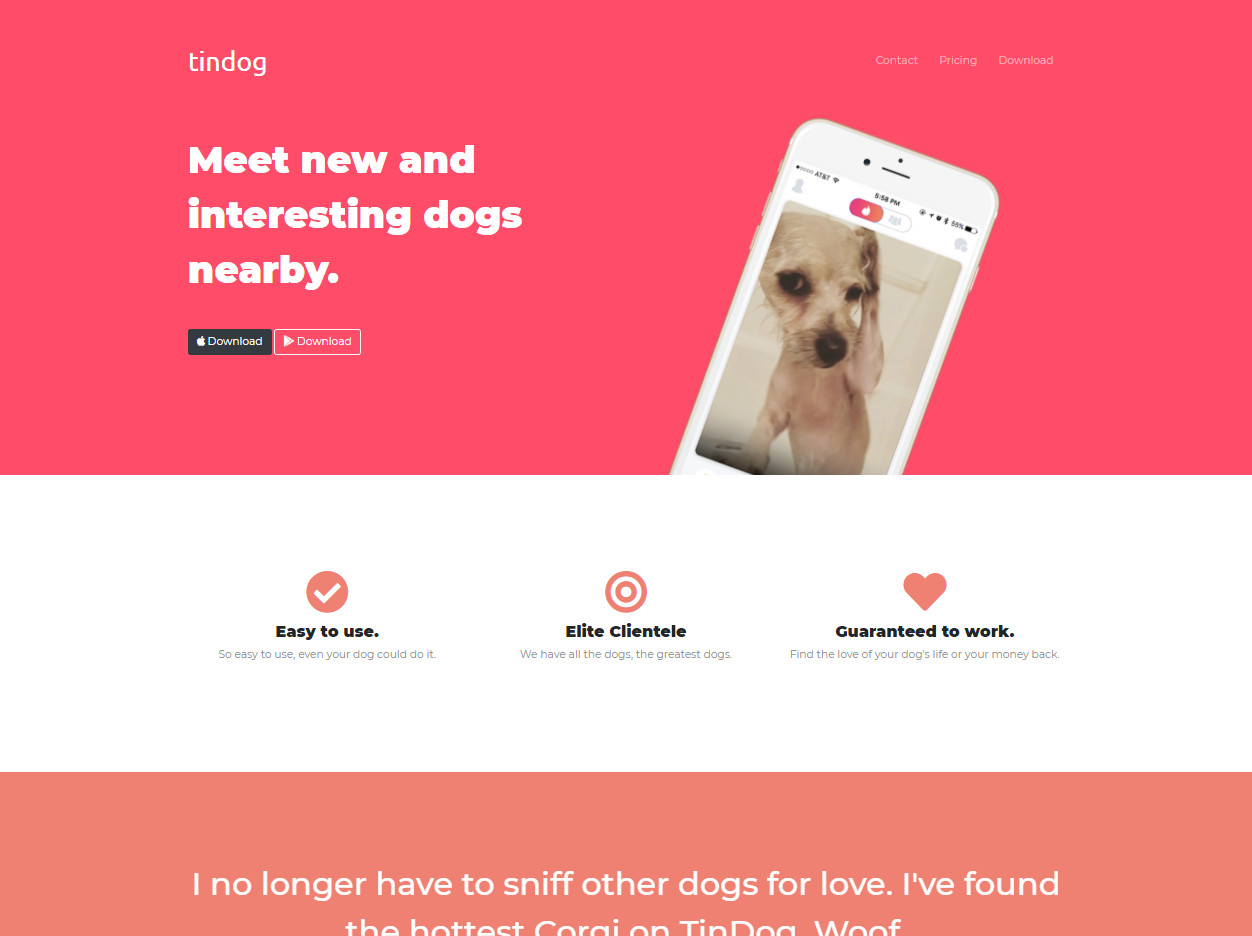 tindog
Contact Pricing Download
Meet new and
interesting dogs
nearby.
Download Download
AT&T
5:58 PM
55%
Easy to use.
So easy to use, even your dog could do it.
Elite Clientele
We have all the dogs, the greatest dogs.
Guaranteed to work.
Find the love of your dog's life or your money back.
I no longer have to sniff other dogs for love. I've found
the hottest Corgi on TinDog. Woof.